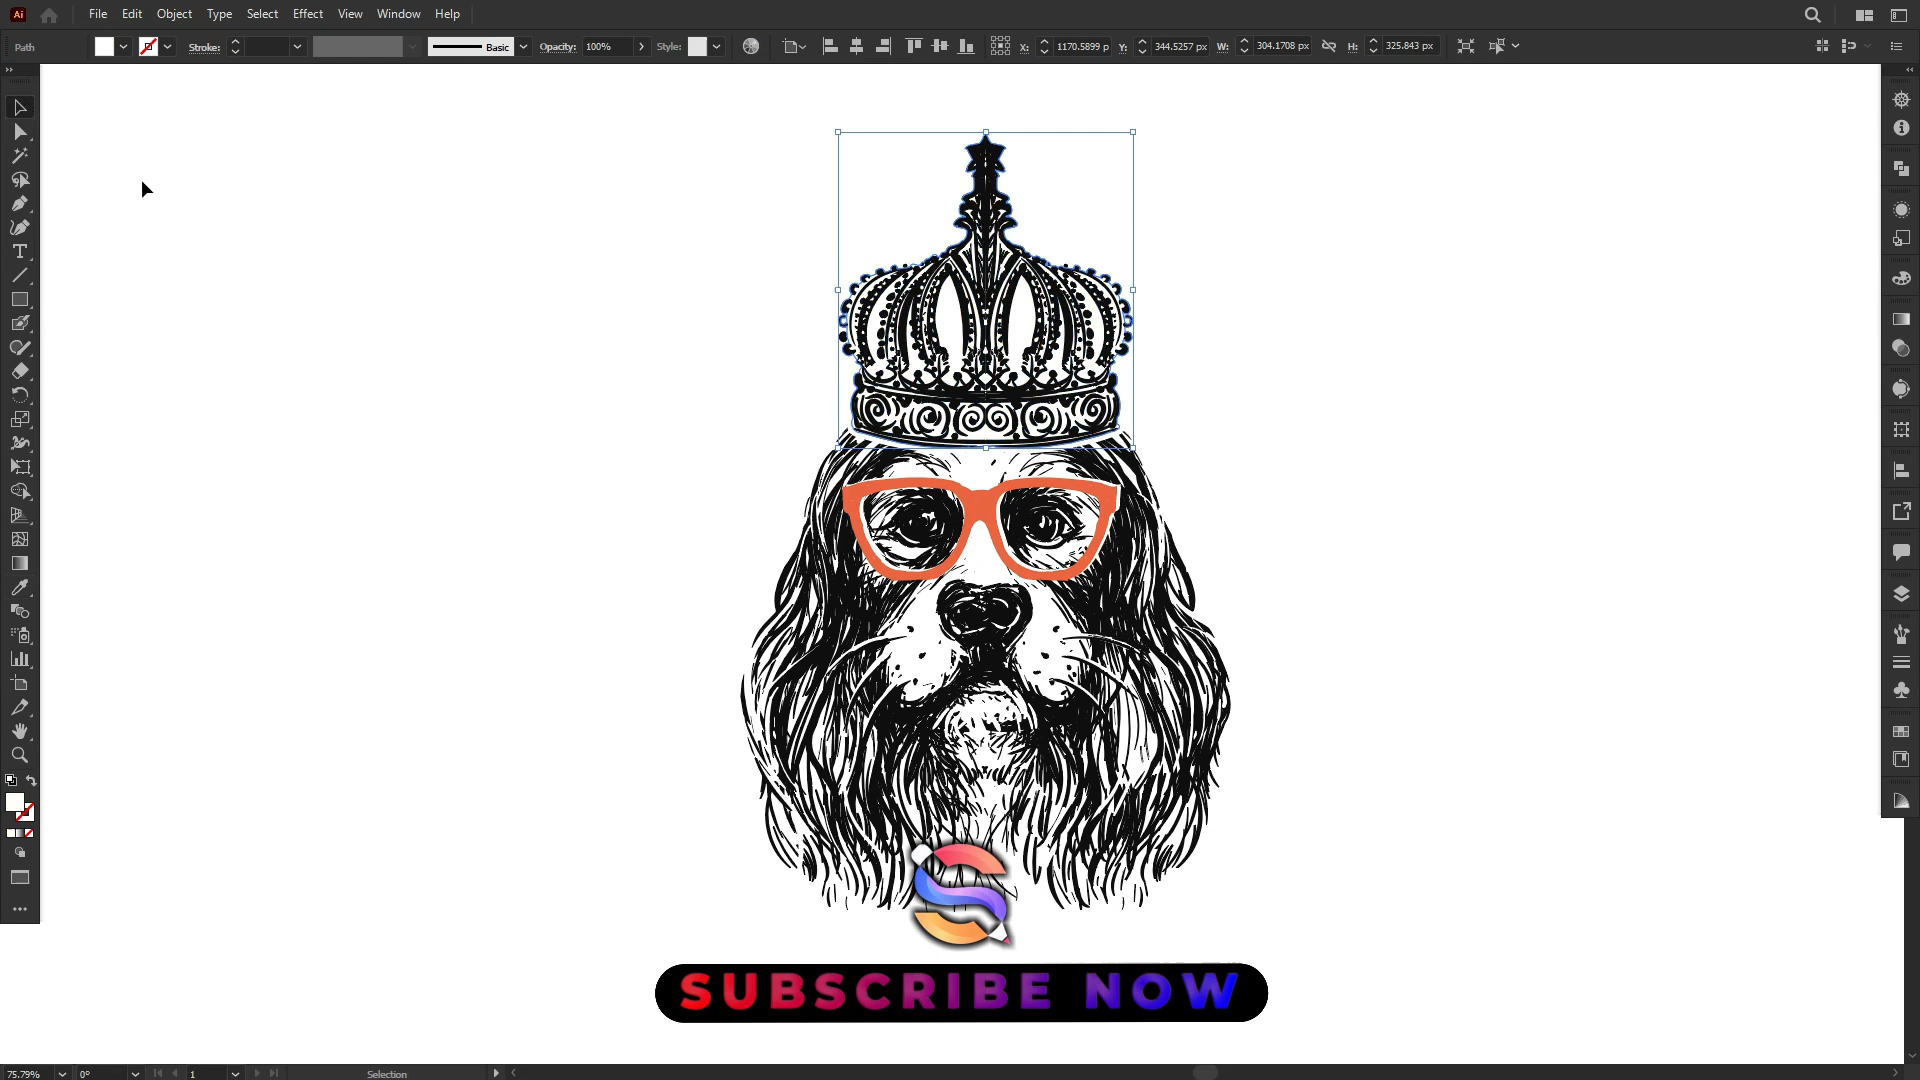 Ai File Edit Object Type Select Effect View Window Help
Path Stroke: Basic Opacity: 100% Style: X: 1170.5899 p Y: 344.5257 px W: 304.1708 px H: 325.843 px
SUBSCRIBE NOW
75.79% 0° 1 Selection